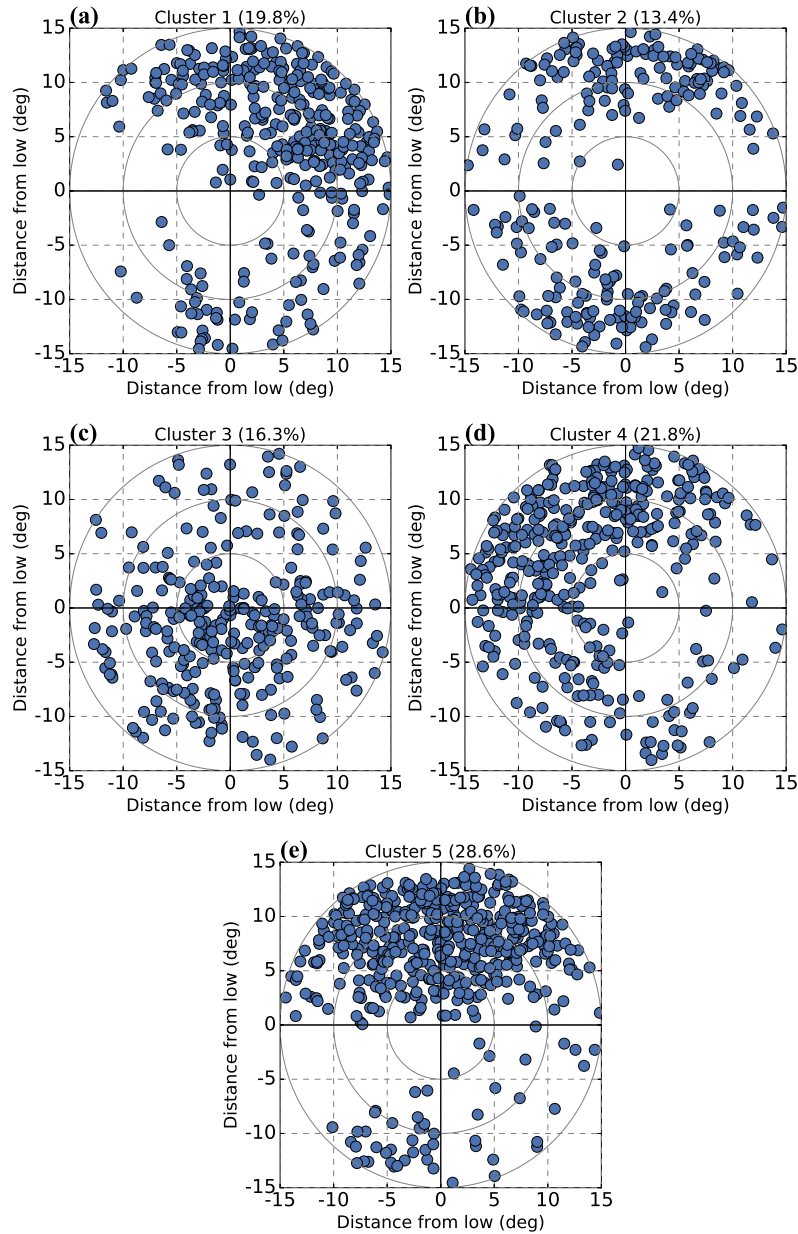 (a) Cluster 1 (19.8%)
15
10
5
0
-5
-10
-15
Distance from low (deg)
-15 -10 -5 0 5 10 15
Distance from low (deg)
(b) Cluster 2 (13.4%)
15
10
5
0
-5
-10
-15
Distance from low (deg)
-15 -10 -5 0 5 10 15
Distance from low (deg)
(c) Cluster 3 (16.3%)
15
10
5
0
-5
-10
-15
Distance from low (deg)
-15 -10 -5 0 5 10 15
Distance from low (deg)
(d) Cluster 4 (21.8%)
15
10
5
0
-5
-10
-15
Distance from low (deg)
-15 -10 -5 0 5 10 15
Distance from low (deg)
(e) Cluster 5 (28.6%)
15
10
5
0
-5
-10
-15
Distance from low (deg)
-15 -10 -5 0 5 10 15
Distance from low (deg)